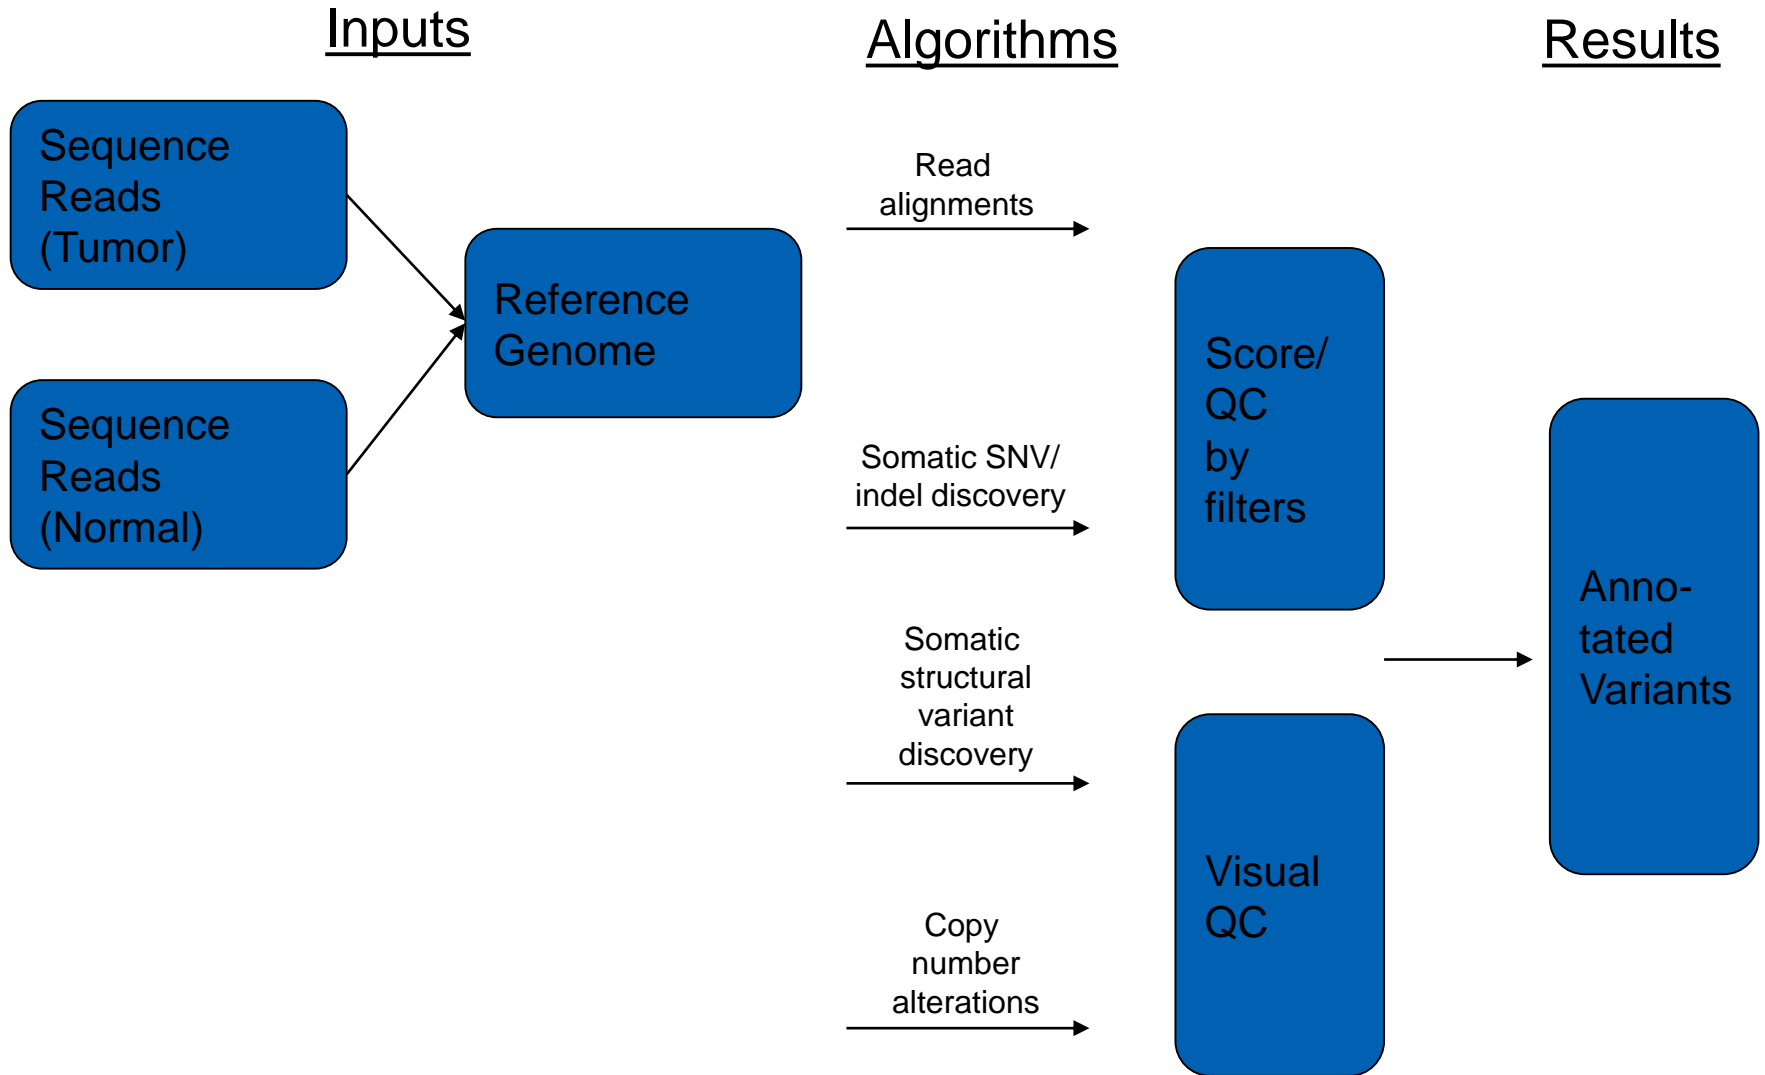 Inputs
Algorithms
Results
Sequence
Reads
(Tumor)
Sequence
Reads
(Normal)
Reference
Genome
Read
alignments
Somatic SNV/
indel discovery
Somatic
structural
variant
discovery
Copy
number
alterations
Score/
QC
by
filters
Visual
QC
Anno-
tated
Variants